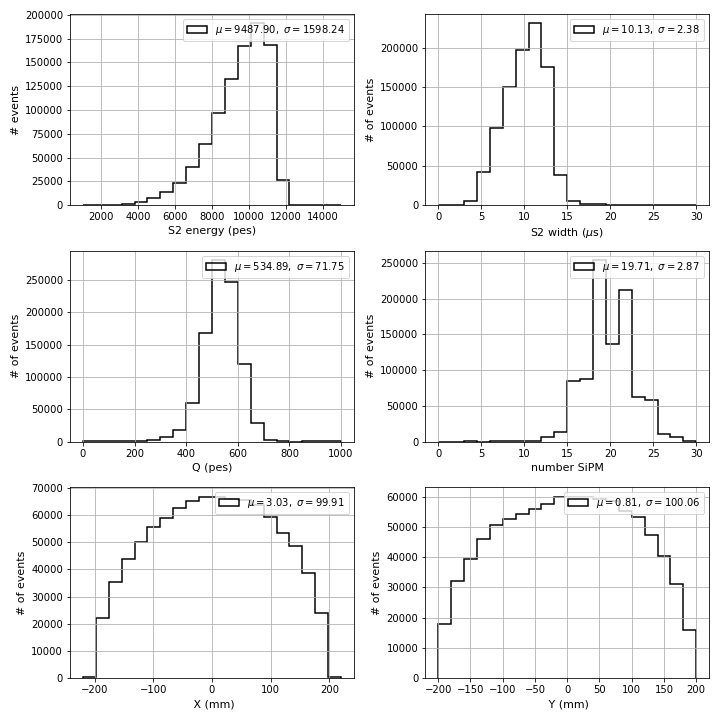 200000
175000
150000
125000
100000
75000
50000
25000
0
# events
μ = 9487.90, σ = 1598.24
2000 4000 6000 8000 10000 12000 14000
S2 energy (pes)
200000
150000
100000
50000
0
# of events
μ = 10.13, σ = 2.38
0 5 10 15 20 25 30
S2 width (μs)
250000
200000
150000
100000
50000
0
# of events
μ = 534.89, σ = 71.75
0 200 400 600 800 1000
Q (pes)
250000
200000
150000
100000
50000
0
# of events
μ = 19.71, σ = 2.87
0 5 10 15 20 25 30
number SiPM
70000
60000
50000
40000
30000
20000
10000
0
# of events
μ = 3.03, σ = 99.91
−200 −100 0 100 200
X (mm)
60000
50000
40000
30000
20000
10000
0
# of events
μ = 0.81, σ = 100.06
−200 −150 −100 −50 0 50 100 150 200
Y (mm)